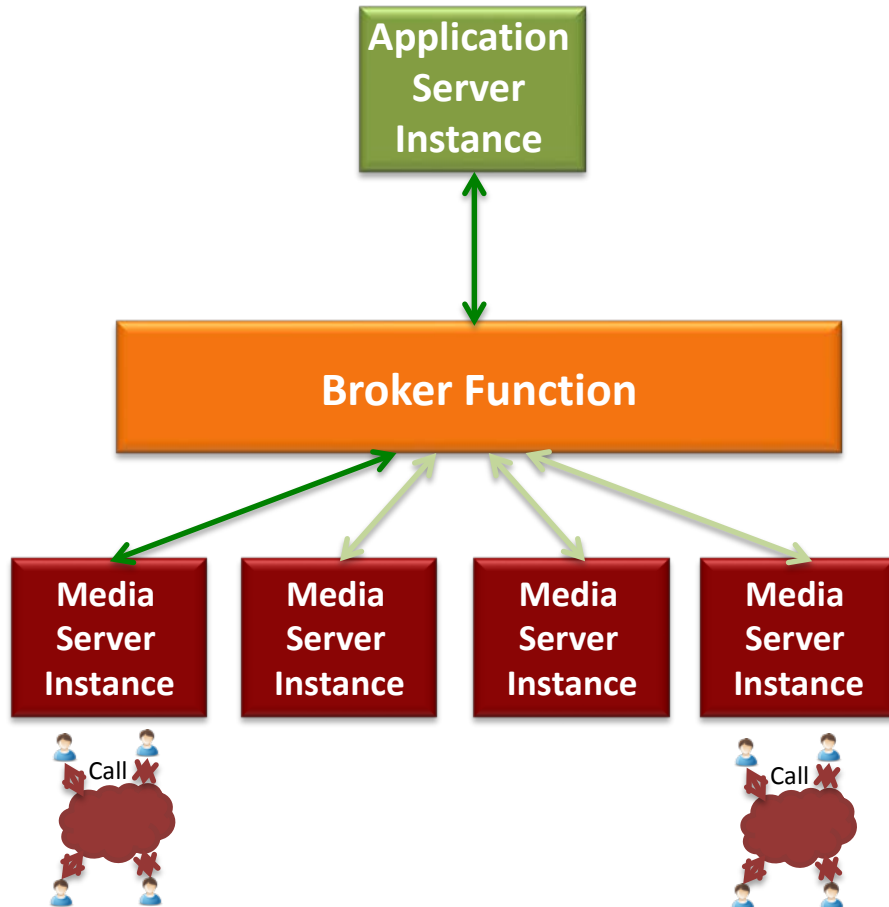 Application
Server
Instance
Broker Function
Media
Server
Instance
Media
Server
Instance
Media
Server
Instance
Media
Server
Instance
Call
Call